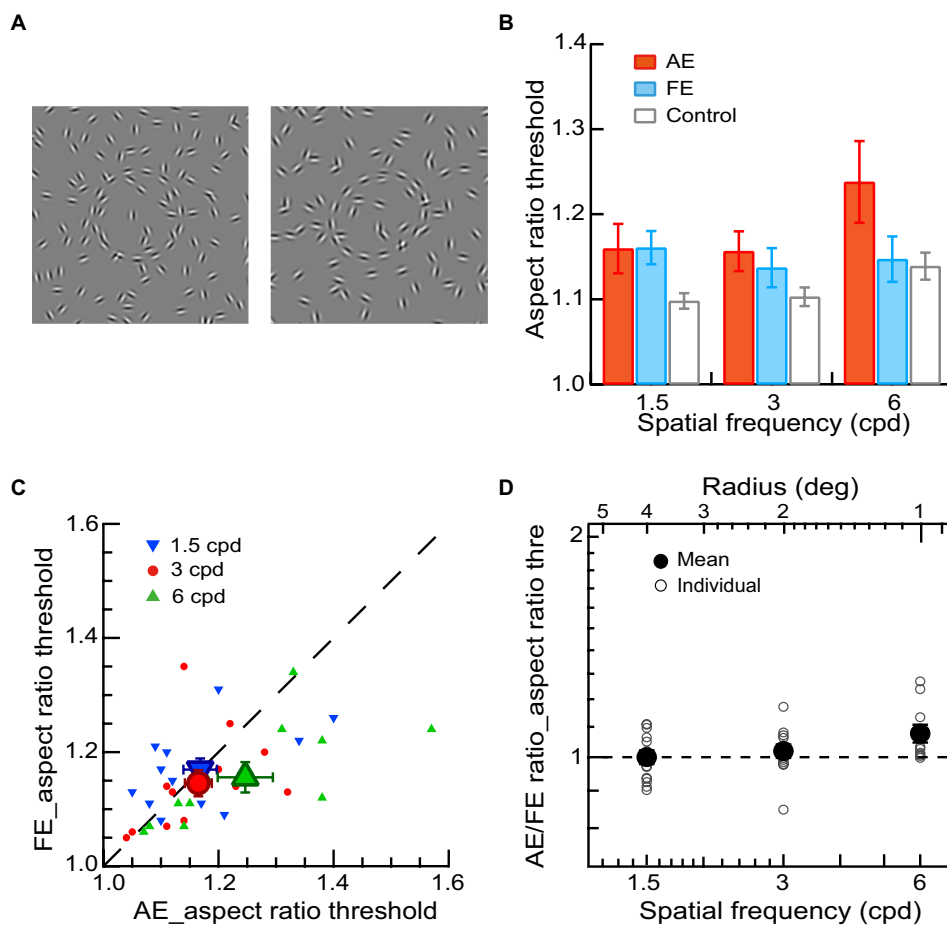 A
B
1.4
1.3
1.2
1.1
1.0
Aspect ratio threshold
AE
FE
Control
1.5
3
6
Spatial frequency (cpd)
C
1.6
1.4
1.2
1.0
FE_aspect ratio threshold
1.5 cpd
3 cpd
6 cpd
1.0
1.2
1.4
1.6
AE_aspect ratio threshold
D
Radius (deg)
5
4
3
2
1
2
1
AE/FE ratio_aspect ratio thre
Mean
Individual
1.5
3
6
Spatial frequency (cpd)